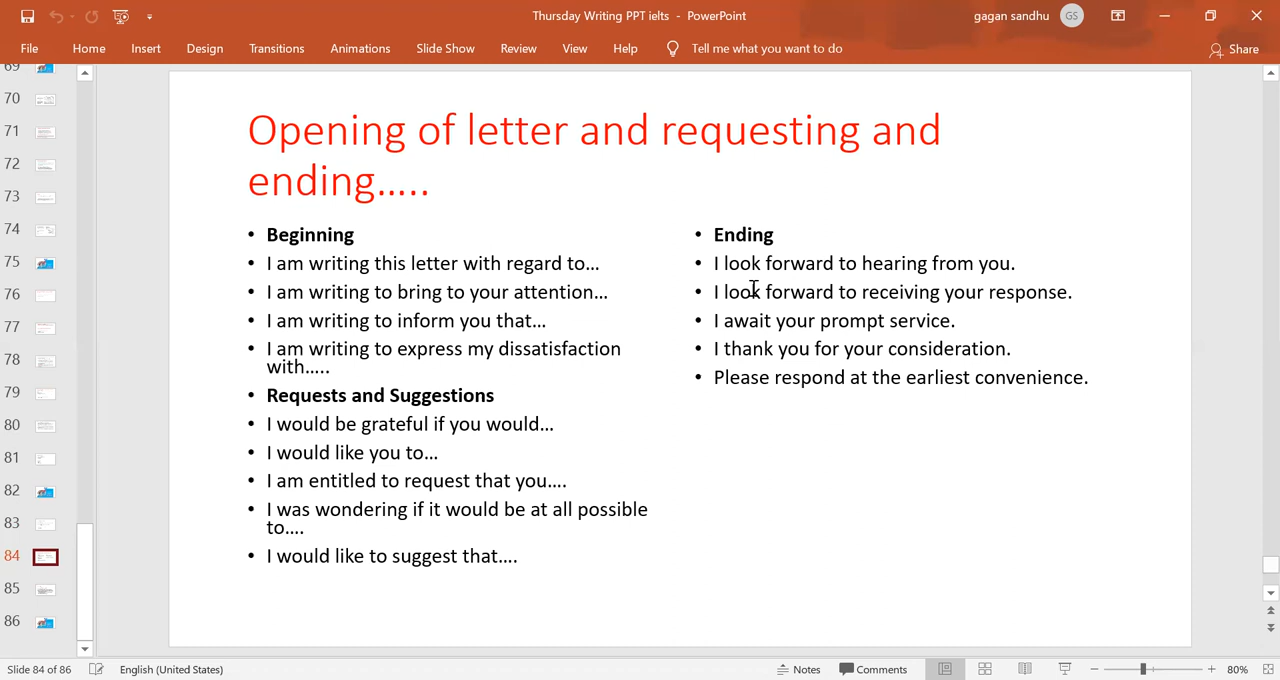 Thursday Writing PPT ielts - PowerPoint
gagan sandhu GS
File Home Insert Design Transitions Animations Slide Show Review View Help Tell me what you want to do Share
69
70
71
72
73
74
75
76
77
78
79
80
81
82
83
84
85
86
Opening of letter and requesting and
ending…..
• Beginning
• I am writing this letter with regard to…
• I am writing to bring to your attention…
• I am writing to inform you that…
• I am writing to express my dissatisfaction
with…..
• Requests and Suggestions
• I would be grateful if you would…
• I would like you to…
• I am entitled to request that you….
• I was wondering if it would be at all possible
to….
• I would like to suggest that….
• Ending
• I look forward to hearing from you.
• I look forward to receiving your response.
• I await your prompt service.
• I thank you for your consideration.
• Please respond at the earliest convenience.
Slide 84 of 86 English (United States) Notes Comments 80%